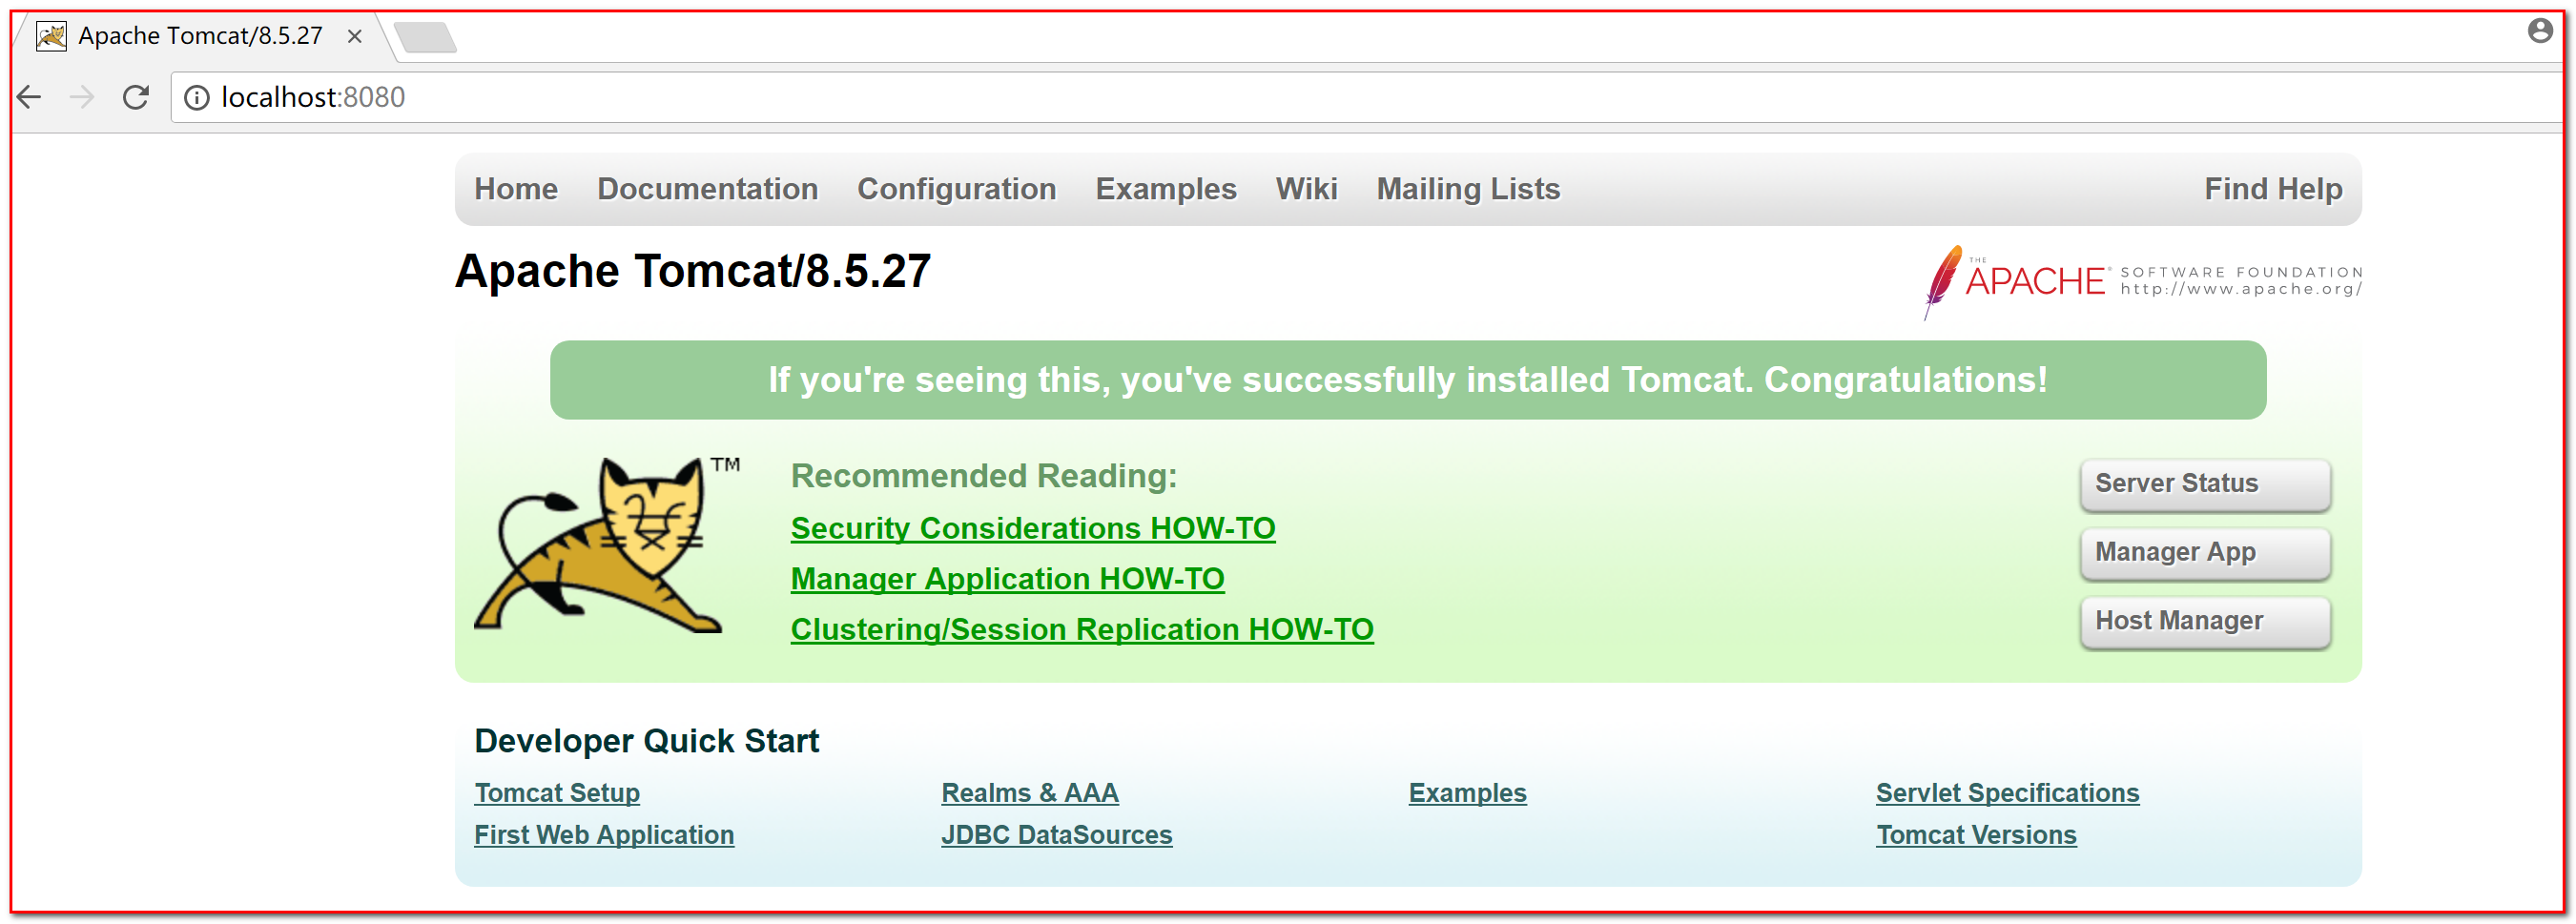 Apache Tomcat/8.5.27
localhost:8080
Home Documentation Configuration Examples Wiki Mailing Lists Find Help
Apache Tomcat/8.5.27
THE
APACHE® SOFTWARE FOUNDATION
http://www.apache.org/
If you're seeing this, you've successfully installed Tomcat. Congratulations!
TM
Recommended Reading:
Security Considerations HOW-TO
Manager Application HOW-TO
Clustering/Session Replication HOW-TO
Server Status
Manager App
Host Manager
Developer Quick Start
Tomcat Setup
First Web Application
Realms & AAA
JDBC DataSources
Examples
Servlet Specifications
Tomcat Versions